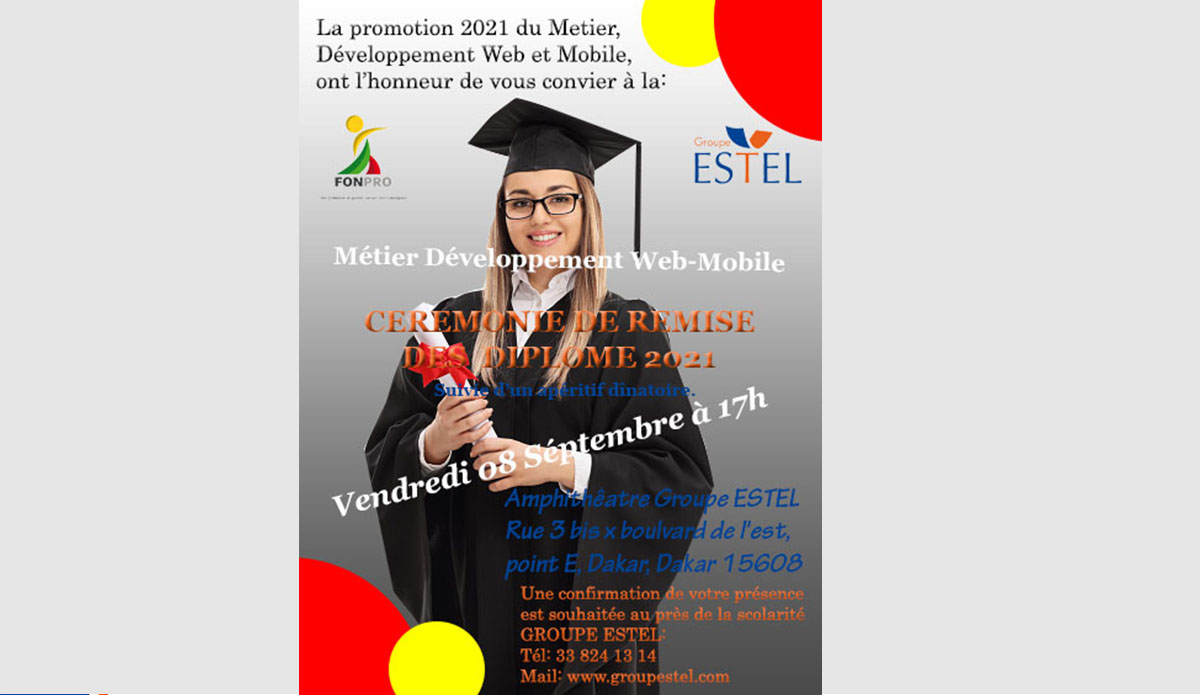 La promotion 2021 du Metier,
Développement Web et Mobile,
ont l'honneur de vous convier à la:
FONPRO
Groupe
ESTEL
Métier Développement Web-Mobile
CEREMONIE DE REMISE
DES DIPLOME 2021
Suivie d'un apéritif dinatoire.
Vendredi 08 Séptembre à 17h
Amphithêatre Groupe ESTEL
Rue 3 bis x boulvard de l'est,
point E, Dakar, Dakar 15608
Une confirmation de votre présence
est souhaitée au près de la scolarité
GROUPE ESTEL:
Tél: 33 824 13 14
Mail: www.groupestel.com